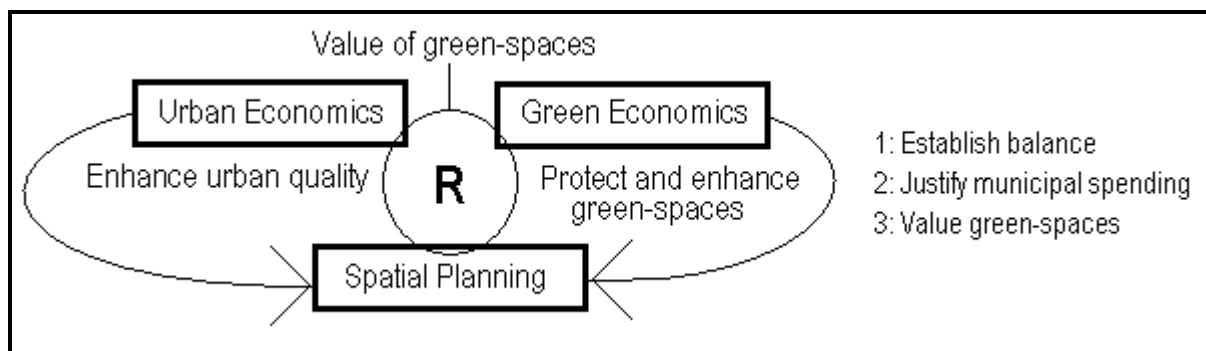 Value of green-spaces
Urban Economics
Green Economics
Enhance urban quality
R
Protect and enhance
green-spaces
Spatial Planning
1: Establish balance
2: Justify municipal spending
3: Value green-spaces